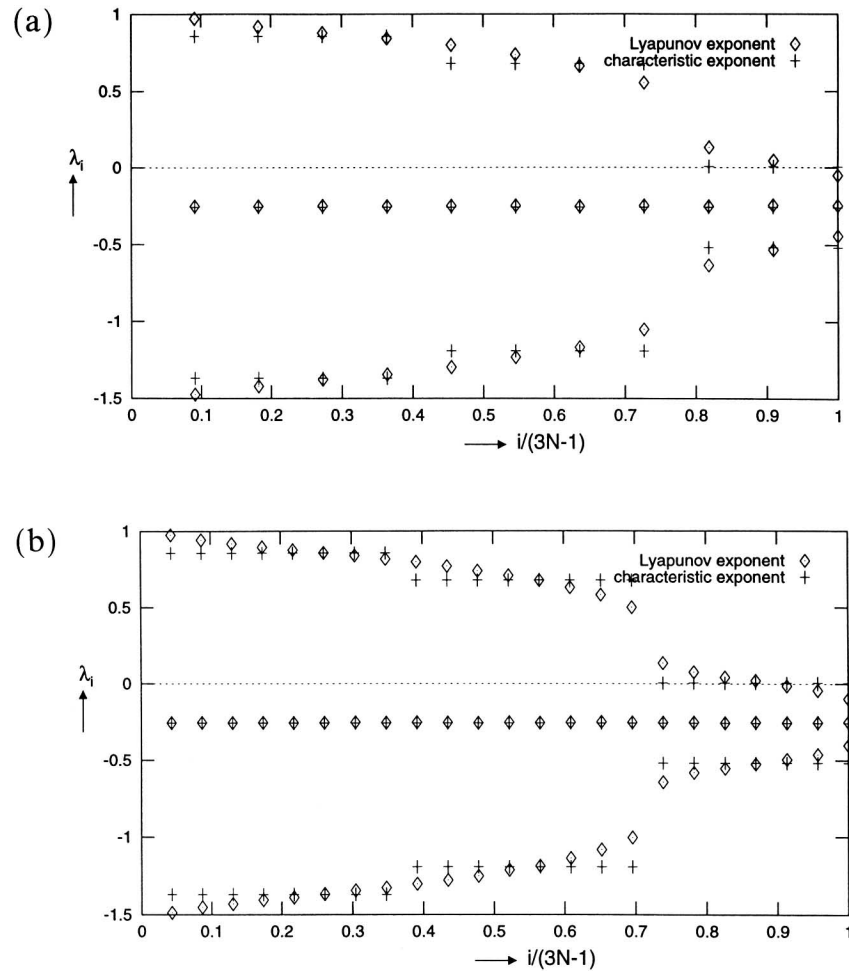 (a)
1
0.5
0
-0.5
-1
-1.5
λi
Lyapunov exponent
characteristic exponent
0 0.1 0.2 0.3 0.4 0.5 0.6 0.7 0.8 0.9 1
i/(3N-1)
(b)
1
0.5
0
-0.5
-1
-1.5
λi
Lyapunov exponent
characteristic exponent
0 0.1 0.2 0.3 0.4 0.5 0.6 0.7 0.8 0.9 1
i/(3N-1)